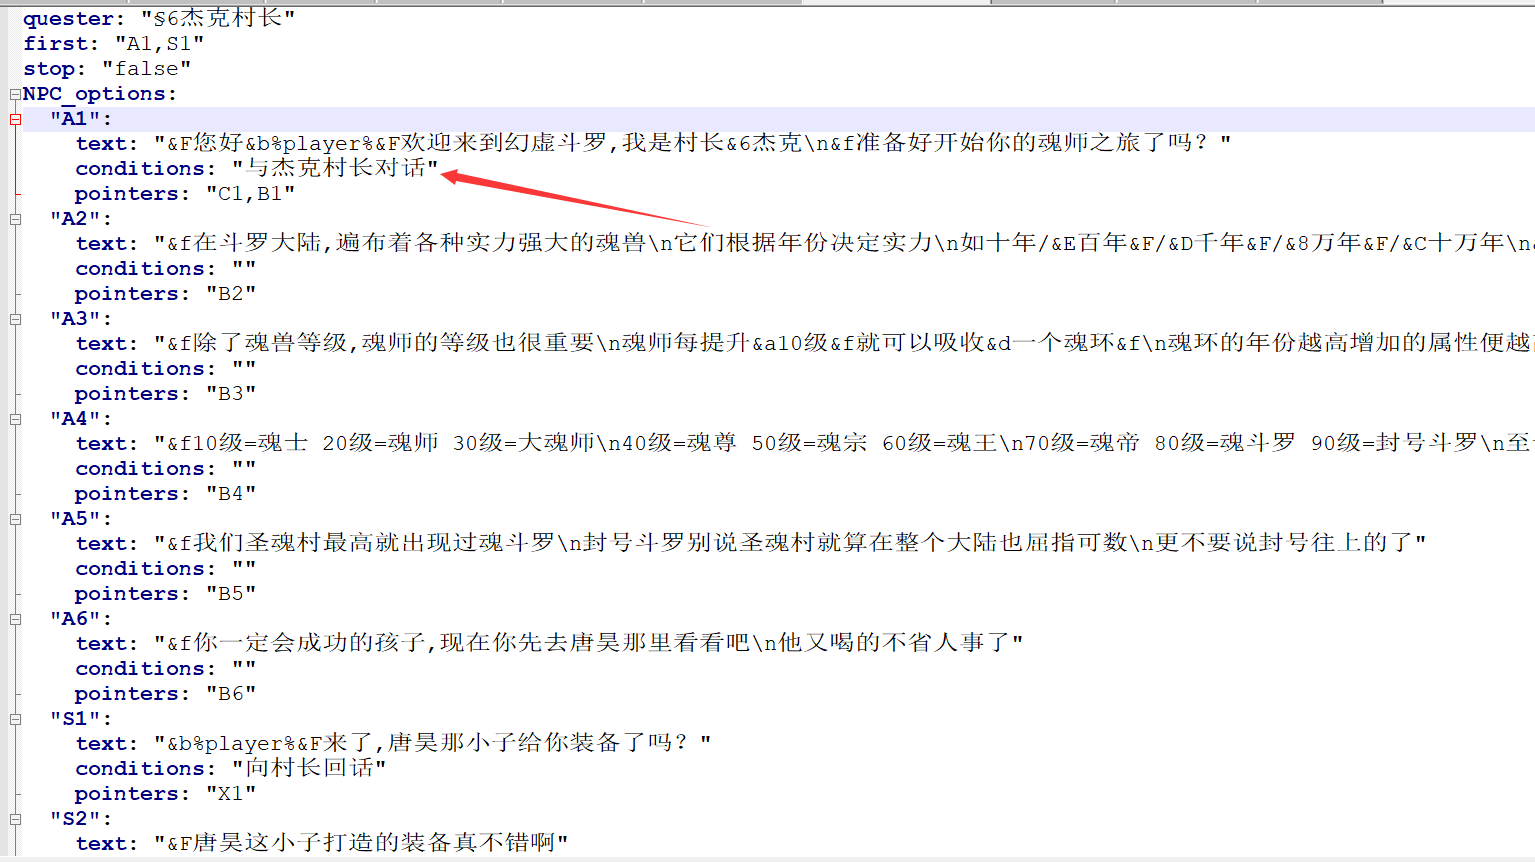 quester: "§6杰克村长"
first: "A1,S1"
stop: "false"
NPC_options:
"A1":
text: "&F您好&b%player%&F欢迎来到幻虚斗罗,我是村长&6杰克\n&f准备好开始你的魂师之旅了吗？"
conditions: "与杰克村长对话"
pointers: "C1,B1"
"A2":
text: "&f在斗罗大陆,遍布着各种实力强大的魂兽\n它们根据年份决定实力\n如十年/&E百年&F/&D千年&F/&8万年&F/&C十万年\n
conditions: ""
pointers: "B2"
"A3":
text: "&f除了魂兽等级,魂师的等级也很重要\n魂师每提升&a10级&f就可以吸收&d一个魂环&f\n魂环的年份越高增加的属性便越
conditions: ""
pointers: "B3"
"A4":
text: "&f10级=魂士 20级=魂师 30级=大魂师\n40级=魂尊 50级=魂宗 60级=魂王\n70级=魂帝 80级=魂斗罗 90级=封号斗罗\n至
conditions: ""
pointers: "B4"
"A5":
text: "&f我们圣魂村最高就出现过魂斗罗\n封号斗罗别说圣魂村就算在整个大陆也屈指可数\n更不要说封号往上的了"
conditions: ""
pointers: "B5"
"A6":
text: "&f你一定会成功的孩子,现在你先去唐昊那里看看吧\n他又喝的不省人事了"
conditions: ""
pointers: "B6"
"S1":
text: "&b%player%&F来了,唐昊那小子给你装备了吗？"
conditions: "向村长回话"
pointers: "X1"
"S2":
text: "&F唐昊这小子打造的装备真不错啊"